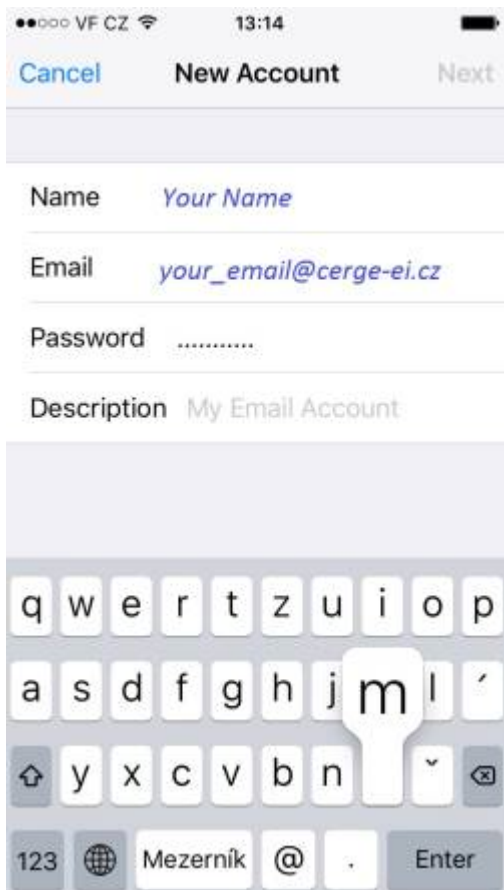 VF CZ 13:14
Cancel New Account Next
Name Your Name
Email your_email@cerge-ei.cz
Password ...........
Description My Email Account
q w e r t z u i o p
a s d f g h j m l ´
y x c v b n ˇ
123 Mezerník @ . Enter